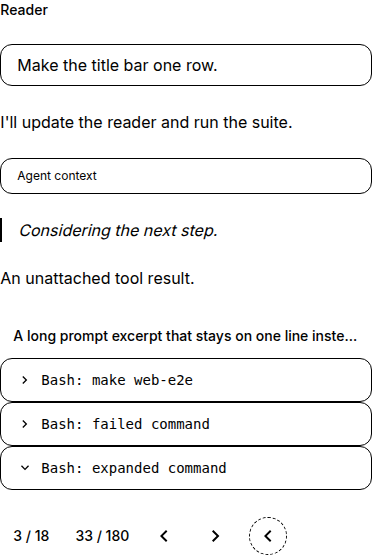 Reader
Make the title bar one row.
I'll update the reader and run the suite.
Agent context
Considering the next step.
An unattached tool result.
A long prompt excerpt that stays on one line inste...
Bash: make web-e2e
Bash: failed command
Bash: expanded command
3 / 18 33 / 180